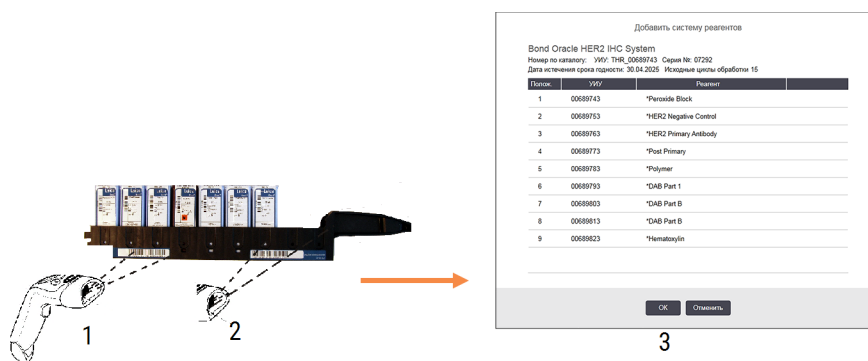 Добавить систему реагентов
Bond Oracle HER2 IHC System
Номер по каталогу: УИУ: THR_00689743 Серия №: 07292
Дата истечения срока годности: 30.04.2025 Исходные циклы обработки 15
Полож. УИУ Реагент
1 00689743 *Peroxide Block
2 00689753 *HER2 Negative Control
3 00689763 *HER2 Primary Antibody
4 00689773 *Post Primary
5 00689783 *Polymer
6 00689793 *DAB Part 1
7 00689803 *DAB Part B
8 00689813 *DAB Part B
9 00689823 *Hematoxylin
OK Отменить
1
2
3